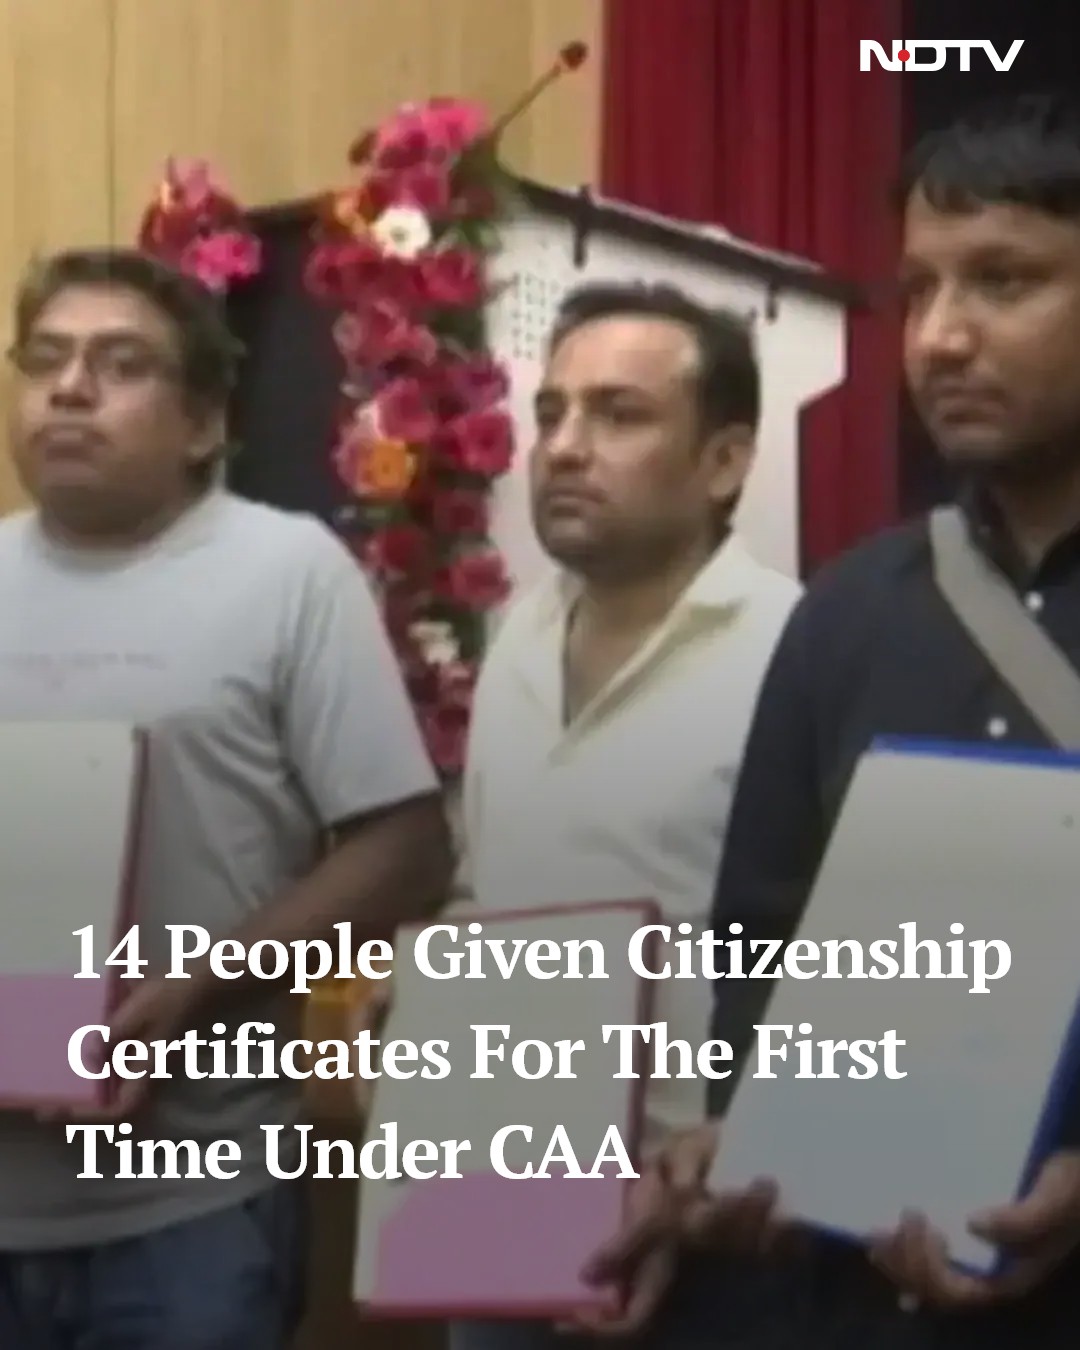 NDTV
14 People Given Citizenship
Certificates For The First
Time Under CAA